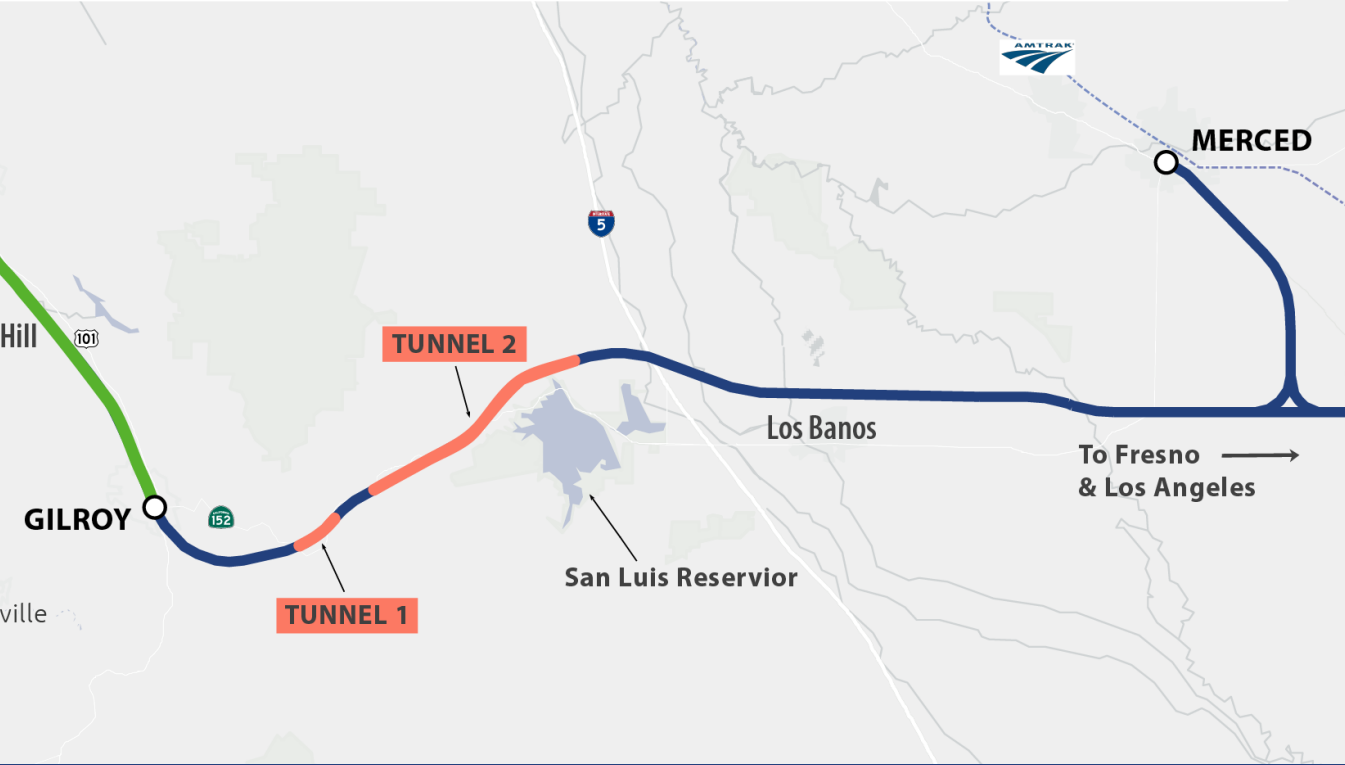 AMTRAK
MERCED
5
Hill
101
TUNNEL 2
Los Banos
To Fresno
& Los Angeles
GILROY
152
San Luis Reservior
TUNNEL 1
ville